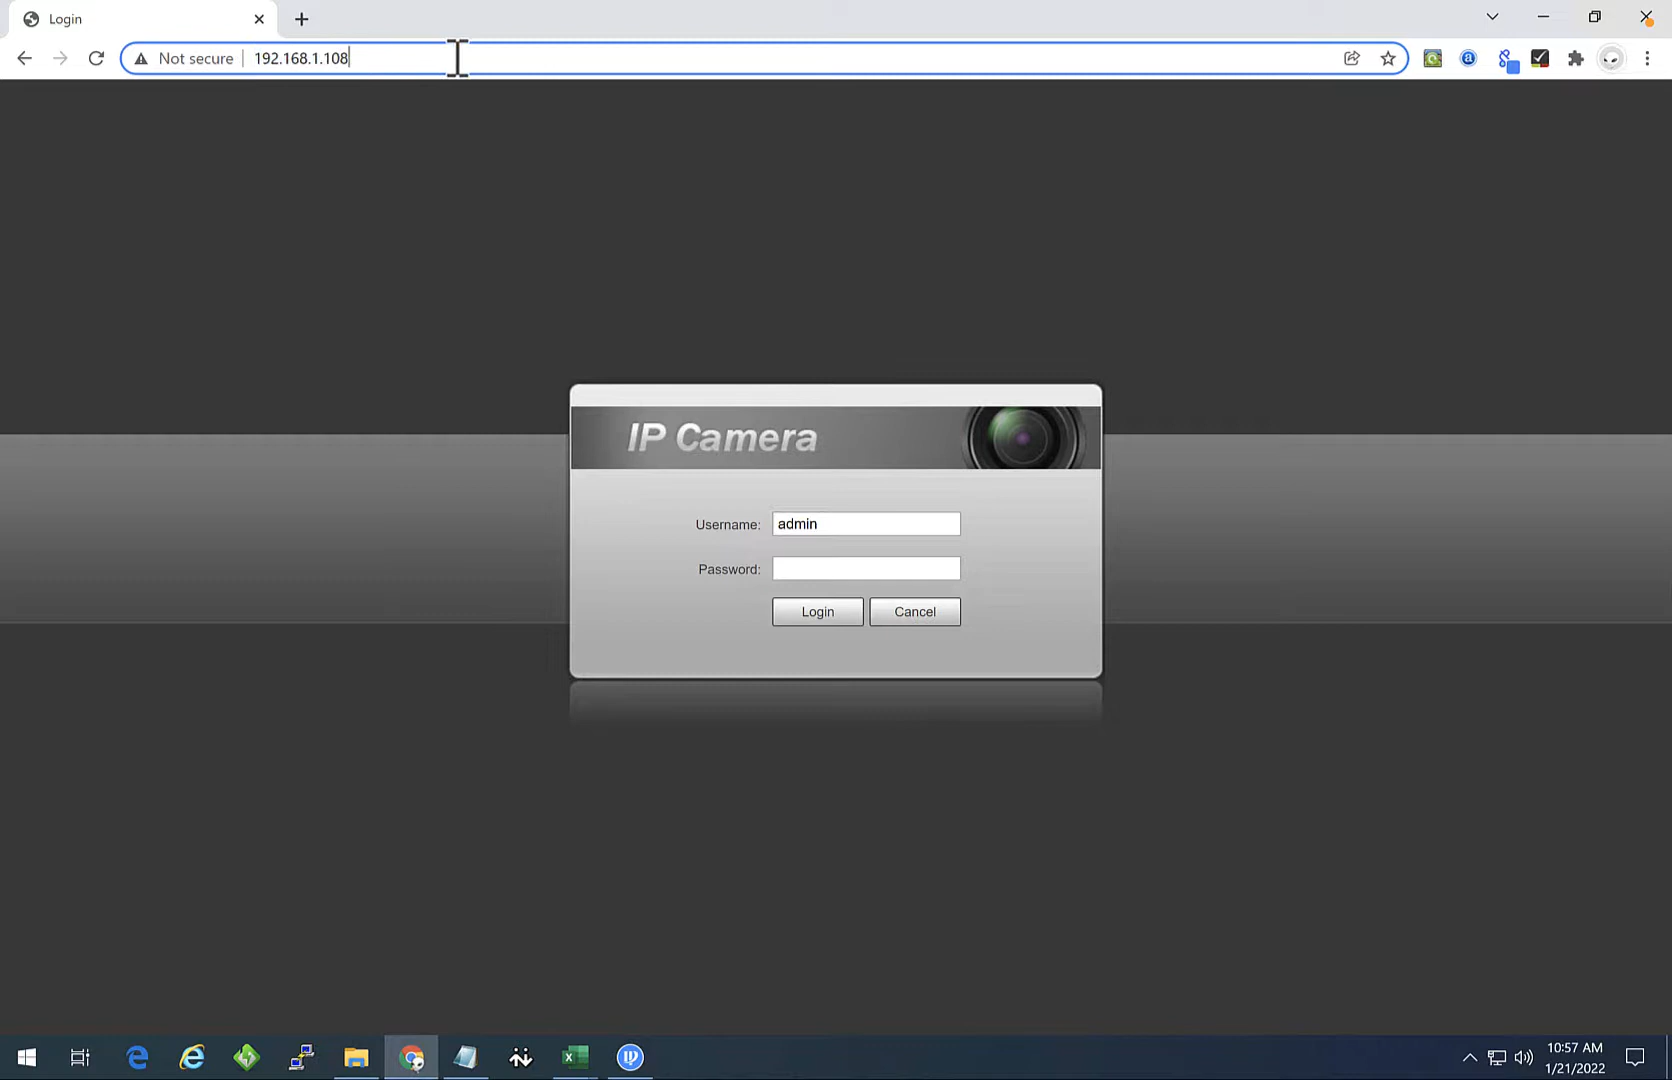 Login
Not secure | 192.168.1.108
IP Camera
Username: admin
Password:
Login Cancel
10:57 AM
1/21/2022